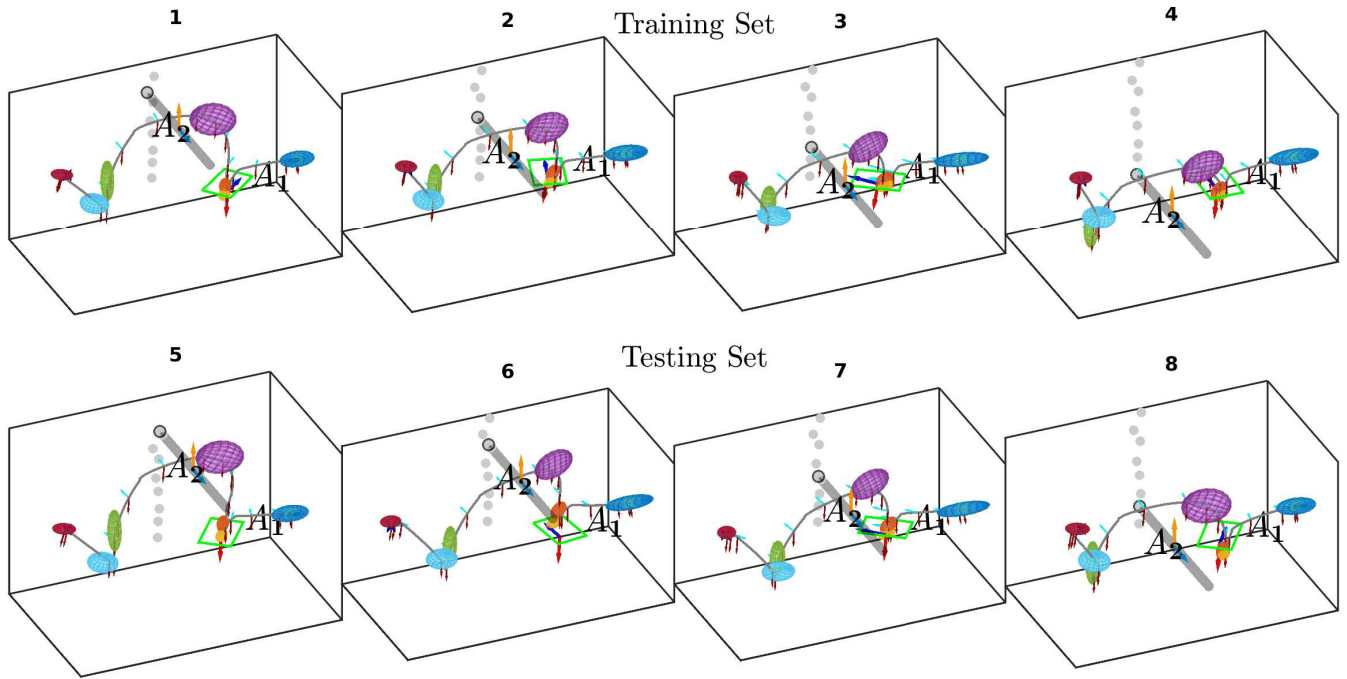 Training Set
1 2 3 4
A2 A1 A2 A1 A2 A1 A2 A1
Testing Set
5 6 7 8
A2 A1 A2 A1 A2 A1 A2 A1